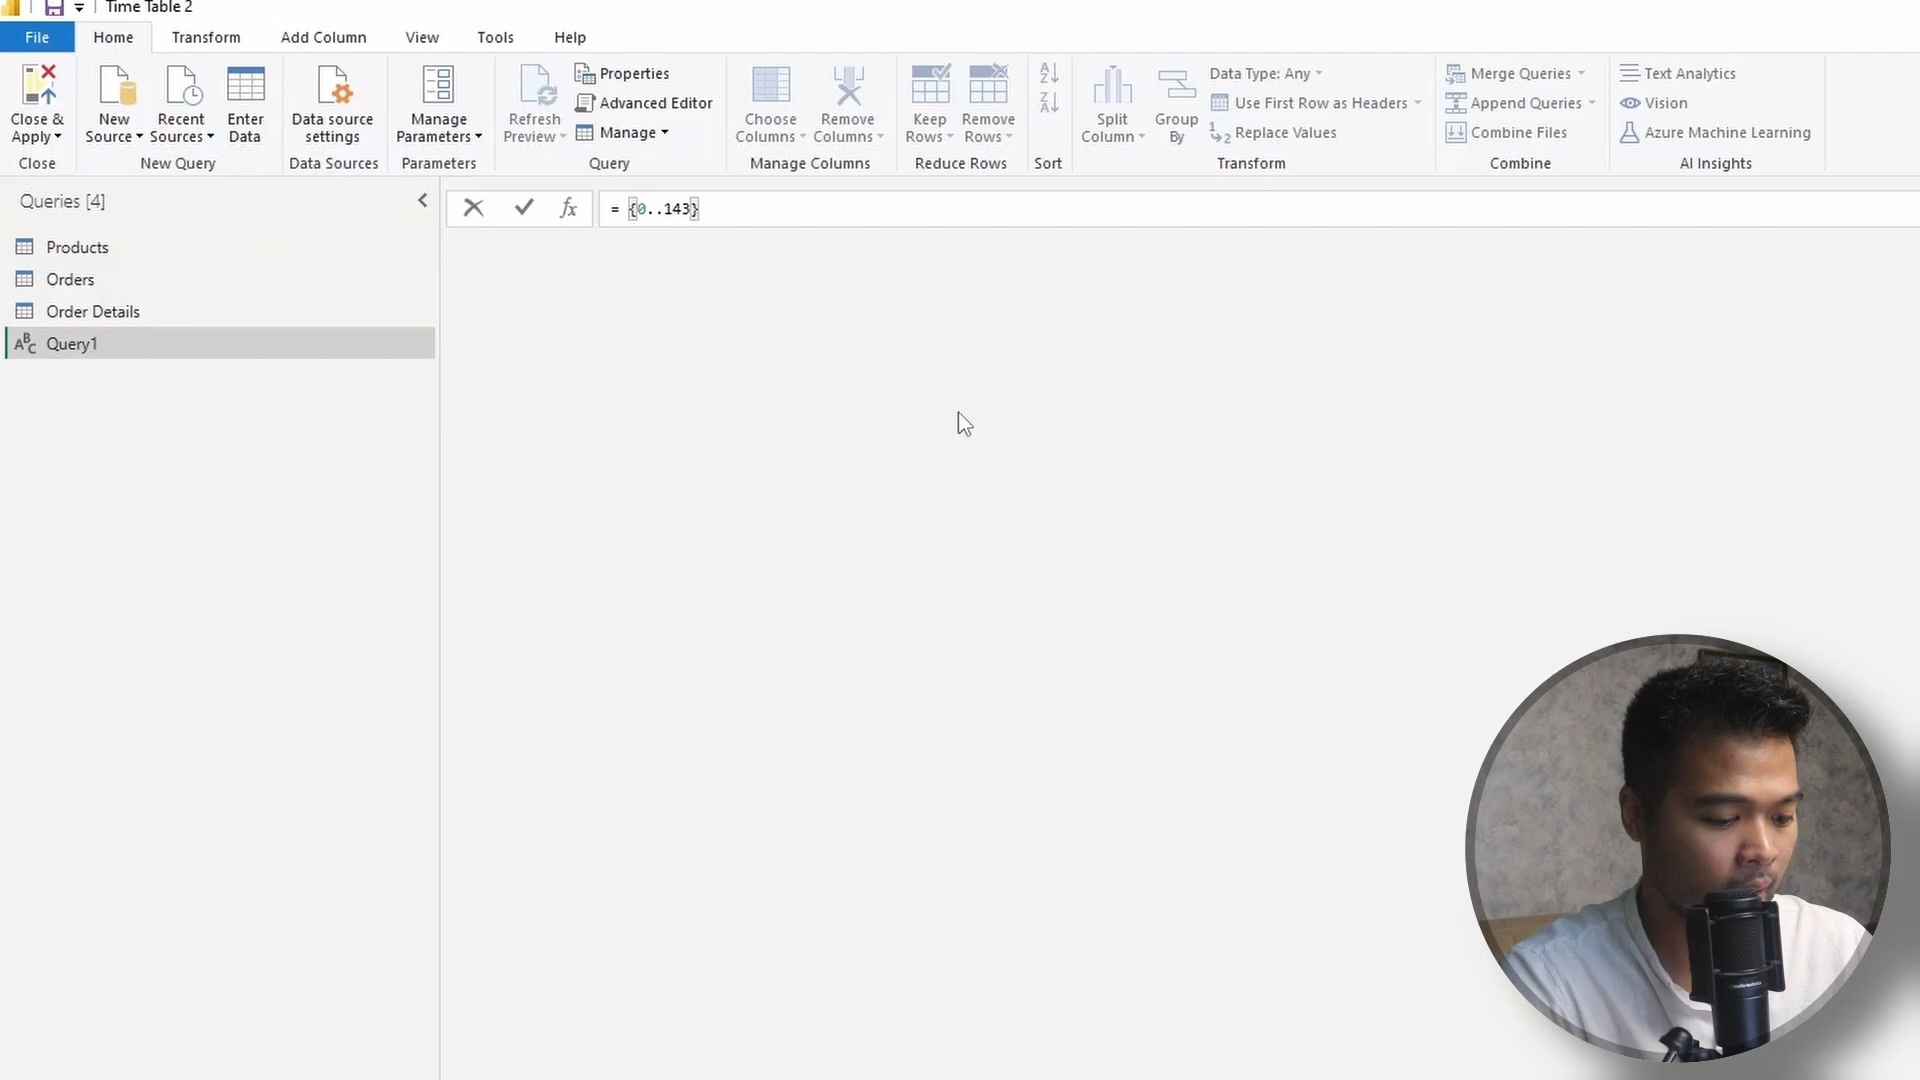 Time Table 2
File Home Transform Add Column View Tools Help
Close & Apply
New Source
Recent Sources
Enter Data
Data source settings
Manage Parameters
Refresh Preview
Properties
Advanced Editor
Manage
Choose Columns
Remove Columns
Keep Rows
Remove Rows
Split Column
Group By
Data Type: Any
Use First Row as Headers
Replace Values
Merge Queries
Append Queries
Combine Files
Text Analytics
Vision
Azure Machine Learning
Close New Query Data Sources Parameters Query Manage Columns Reduce Rows Sort Transform Combine AI Insights
Queries [4]
fx
= {0..143}
Products
Orders
Order Details
ABC Query1